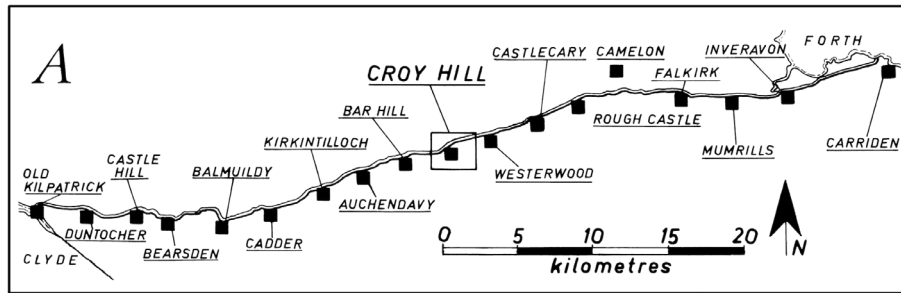 A
OLD
KILPATRICK
CLYDE
DUNTOCHER
CASTLE
HILL
BEARSDEN
BALMUILDY
CADDER
KIRKINTILLOCH
AUCHENDAVY
BAR HILL
CROY HILL
WESTERWOOD
CASTLECARY
CAMELON
ROUGH CASTLE
FALKIRK
MUMRILLS
INVERAVON
FORTH
CARRIDEN
0 5 10 15 20
kilometres
N